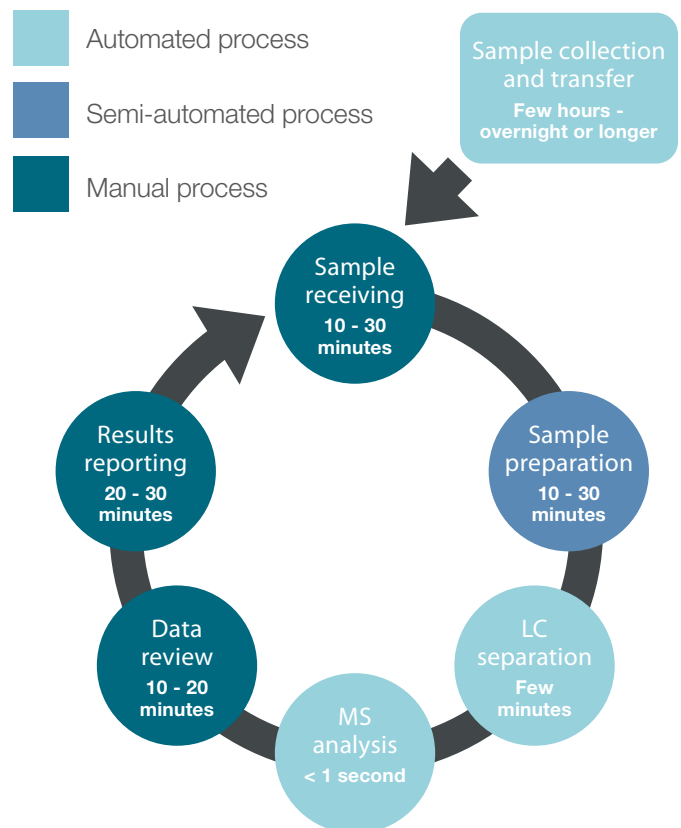 Automated process
Semi-automated process
Manual process
Sample collection
and transfer
Few hours -
overnight or longer
Sample
receiving
10 - 30
minutes
Sample
preparation
10 - 30
minutes
LC
separation
Few
minutes
MS
analysis
< 1 second
Data
review
10 - 20
minutes
Results
reporting
20 - 30
minutes